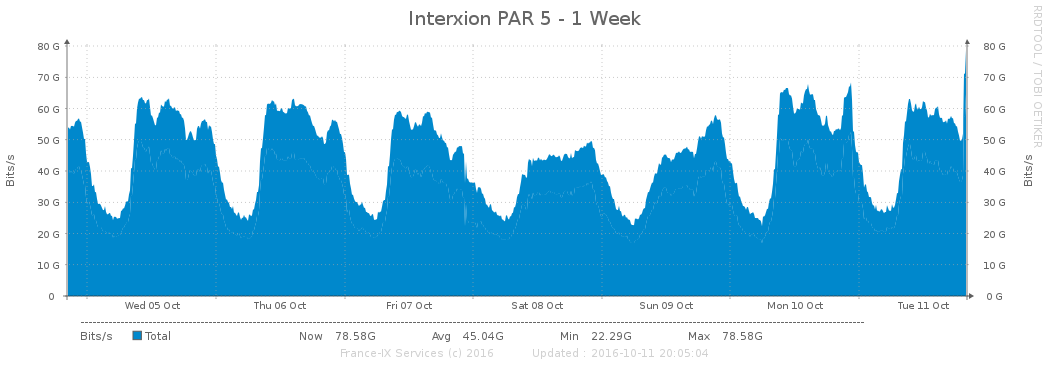 Interxion PAR 5 - 1 Week
RRDTOOL / TOBI OETIKER
Bits/s
80 G 80 G
70 G 70 G
60 G 60 G
50 G 50 G
40 G 40 G
30 G 30 G
20 G 20 G
10 G 10 G
0 0 G
Bits/s
Wed 05 Oct Thu 06 Oct Fri 07 Oct Sat 08 Oct Sun 09 Oct Mon 10 Oct Tue 11 Oct
Bits/s Total Now 78.58G Avg 45.04G Min 22.29G Max 78.58G
France-IX Services (c) 2016 Updated : 2016-10-11 20:05:04